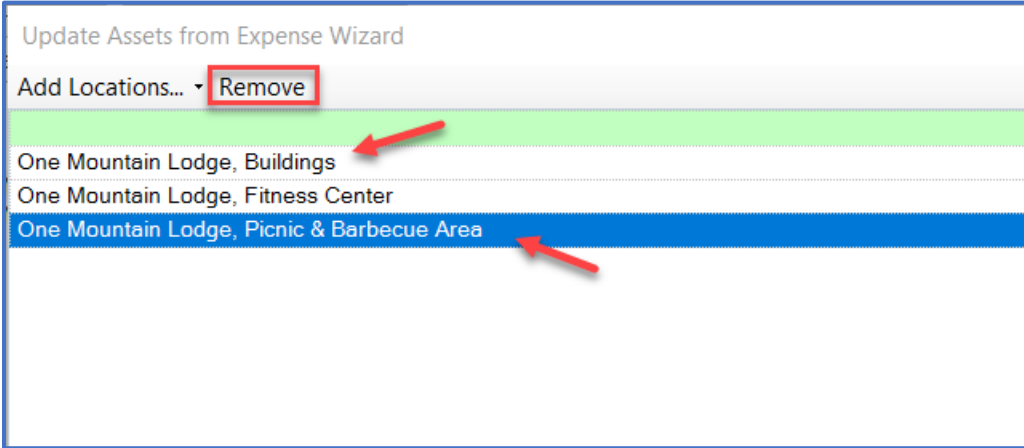 Update Assets from Expense Wizard
Add Locations... Remove
One Mountain Lodge, Buildings
One Mountain Lodge, Fitness Center
One Mountain Lodge, Picnic & Barbecue Area